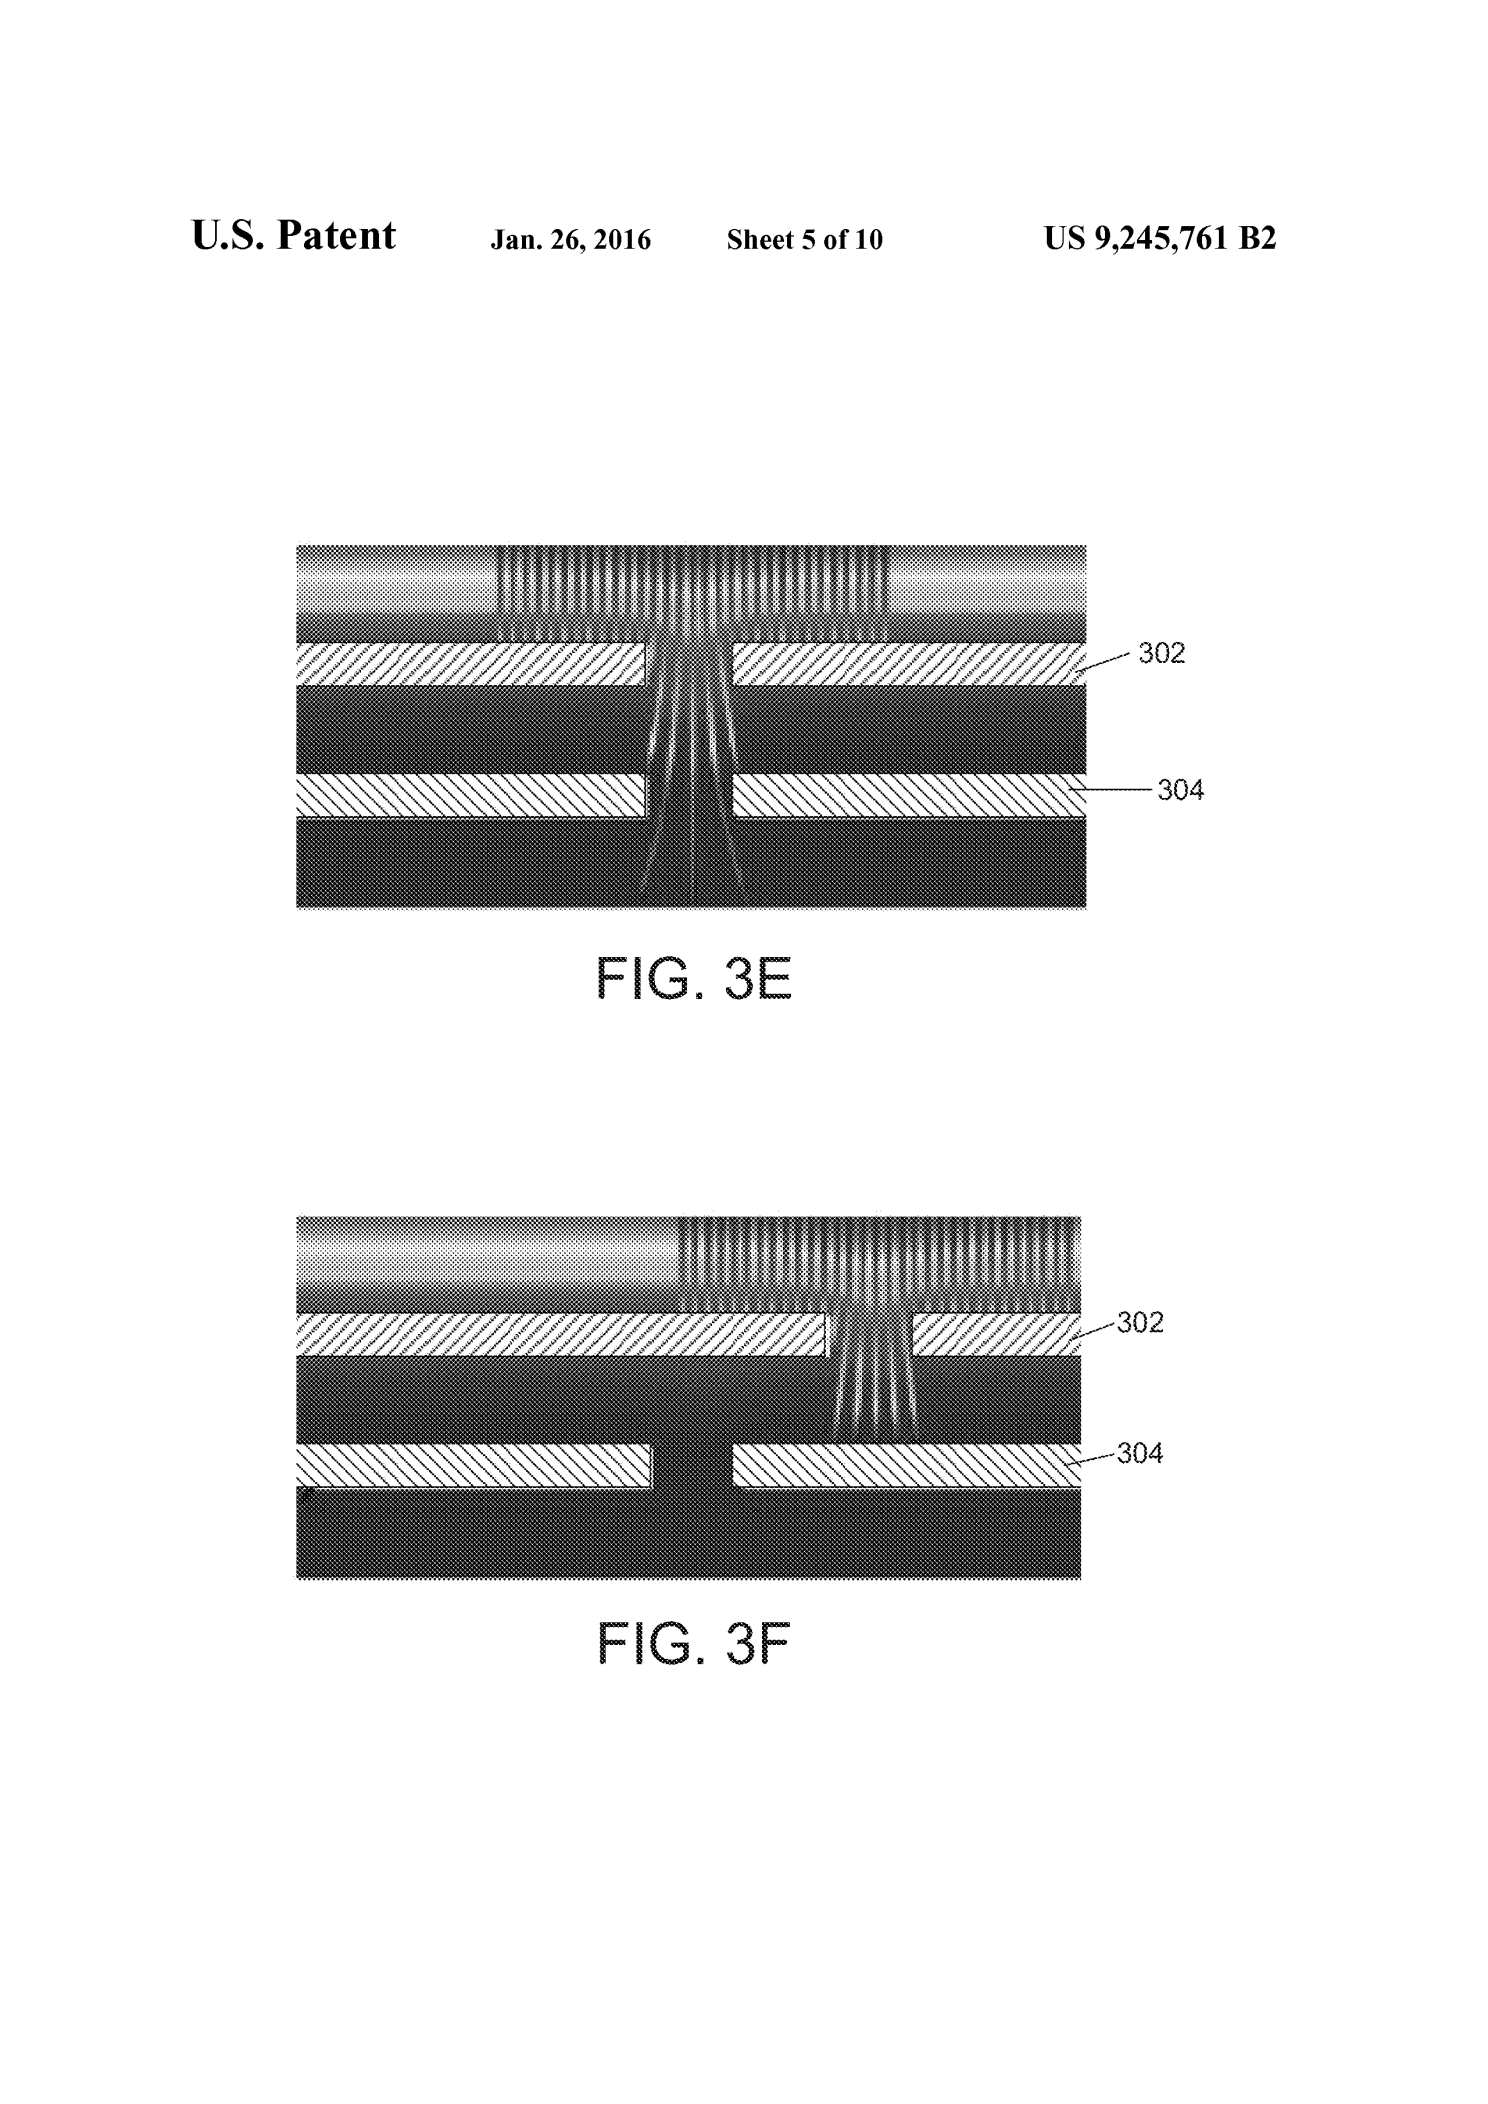 U.S. Patent Jan. 26, 2016 Sheet 5 of 10 US 9,245,761 B2
302
304
FIG. 3E
302
304
FIG. 3F